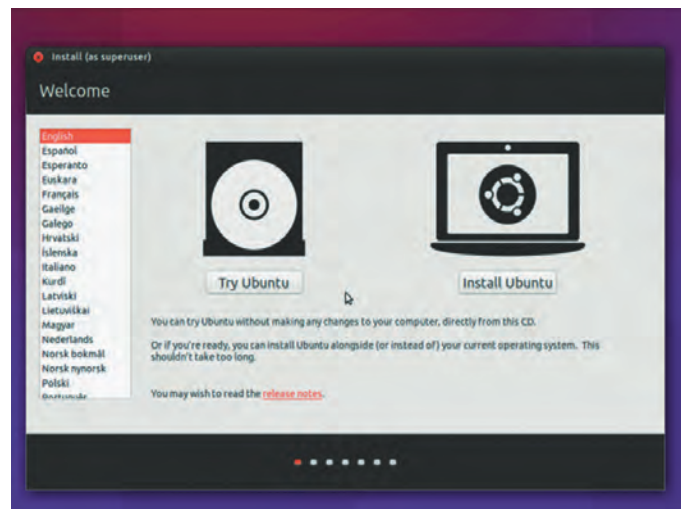 Install (as superuser)
Welcome
English
Español
Esperanto
Euskara
Français
Gaeilge
Galego
Hrvatski
Íslenska
Italiano
Kurdî
Latviski
Lietuviškai
Magyar
Nederlands
Norsk bokmål
Norsk nynorsk
Polski
Português
Try Ubuntu
Install Ubuntu
You can try Ubuntu without making any changes to your computer, directly from this CD.
Or if you're ready, you can install Ubuntu alongside (or instead of) your current operating system. This
shouldn't take too long.
You may wish to read the release notes.